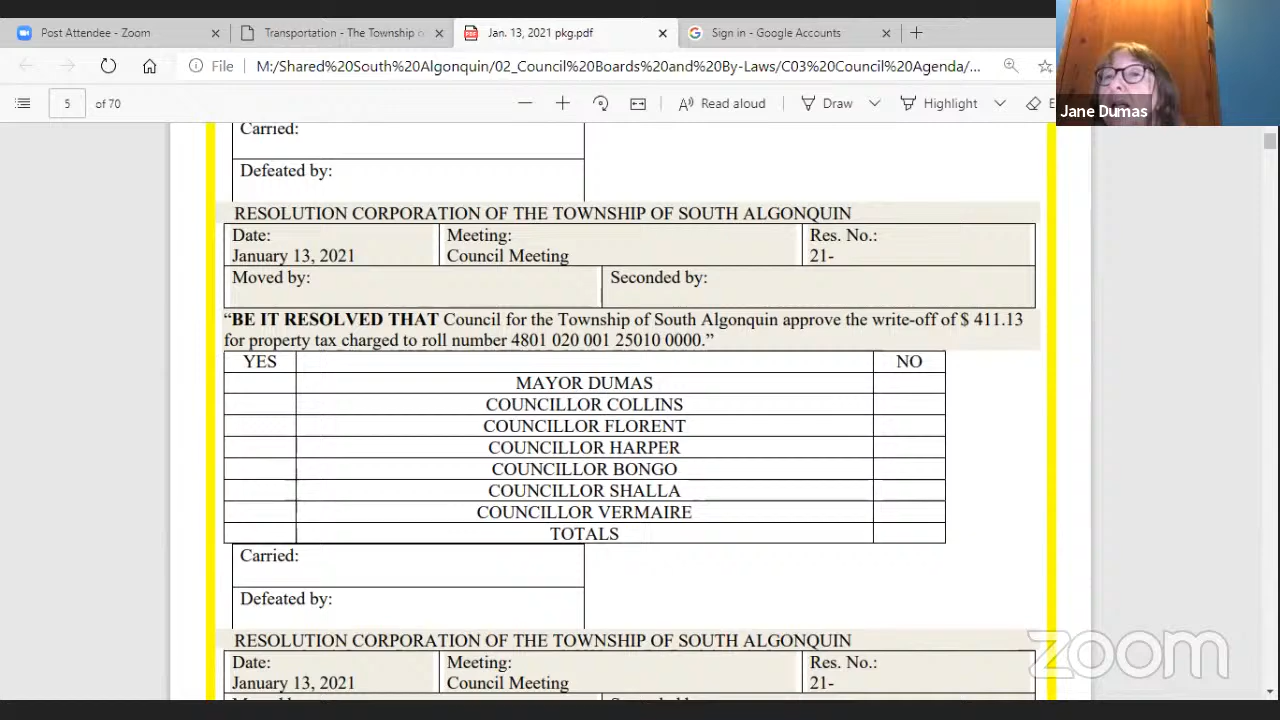 Post Attendee - Zoom
Transportation - The Township o
Jan. 13, 2021 pkg.pdf
Sign in - Google Accounts
File
M:/Shared%20South%20Algonquin/02_Council%20Boards%20and%20By-Laws/C03%20Council%20Agenda/...
5 of 70
Read aloud
Draw
Highlight
E
Jane Dumas
Carried:
Defeated by:
RESOLUTION CORPORATION OF THE TOWNSHIP OF SOUTH ALGONQUIN
Date: Meeting: Res. No.:
January 13, 2021 Council Meeting 21-
Moved by: Seconded by:
“BE IT RESOLVED THAT Council for the Township of South Algonquin approve the write-off of $ 411.13
for property tax charged to roll number 4801 020 001 25010 0000.”
YES NO
MAYOR DUMAS
COUNCILLOR COLLINS
COUNCILLOR FLORENT
COUNCILLOR HARPER
COUNCILLOR BONGO
COUNCILLOR SHALLA
COUNCILLOR VERMAIRE
TOTALS
Carried:
Defeated by:
RESOLUTION CORPORATION OF THE TOWNSHIP OF SOUTH ALGONQUIN
Date: Meeting: Res. No.:
January 13, 2021 Council Meeting 21-
zoom